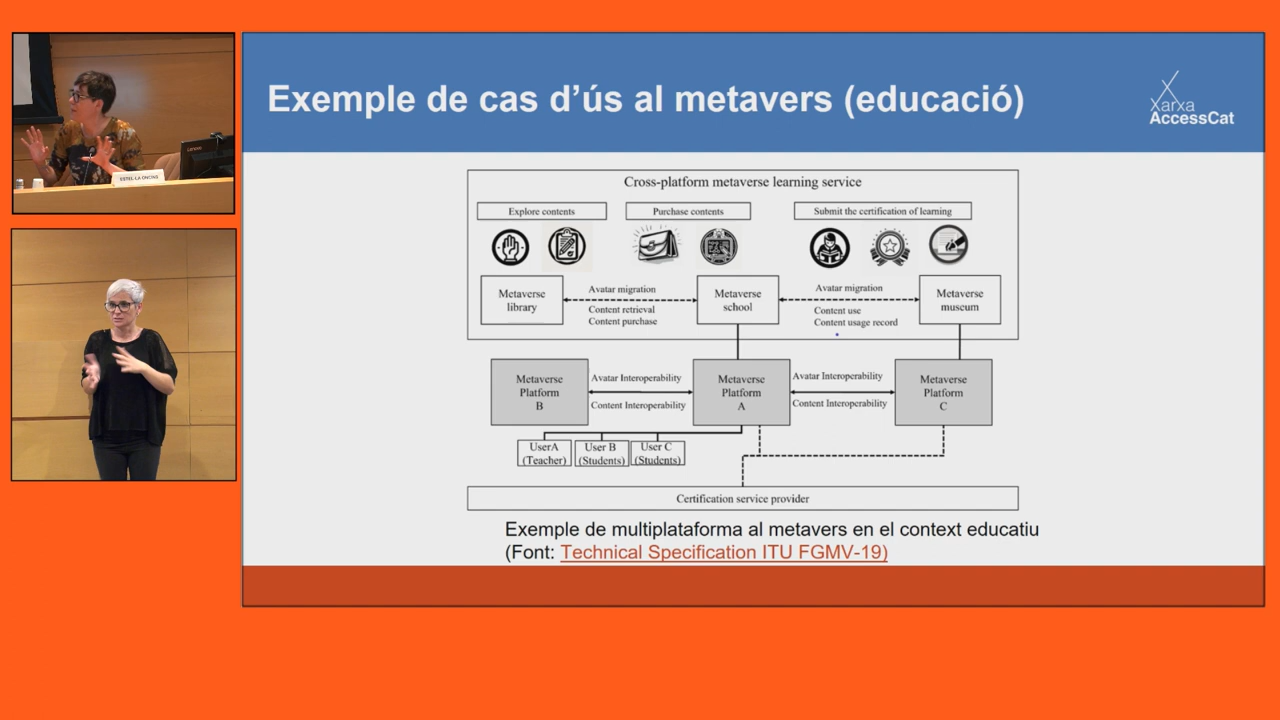 Exemple de cas d’ús al metavers (educació)
Xarxa
AccessCat
Cross-platform metaverse learning service
Explore contents
Purchase contents
Submit the certification of learning
Metaverse
library
Avatar migration
Content retrieval
Content purchase
Metaverse
school
Avatar migration
Content use
Content usage record
Metaverse
museum
Metaverse
Platform
B
Avatar Interoperability
Content Interoperability
Metaverse
Platform
A
Avatar Interoperability
Content Interoperability
Metaverse
Platform
C
UserA
(Teacher)
User B
(Students)
User C
(Students)
Certification service provider
Exemple de multiplataforma al metavers en el context educatiu
(Font: Technical Specification ITU FGMV-19)